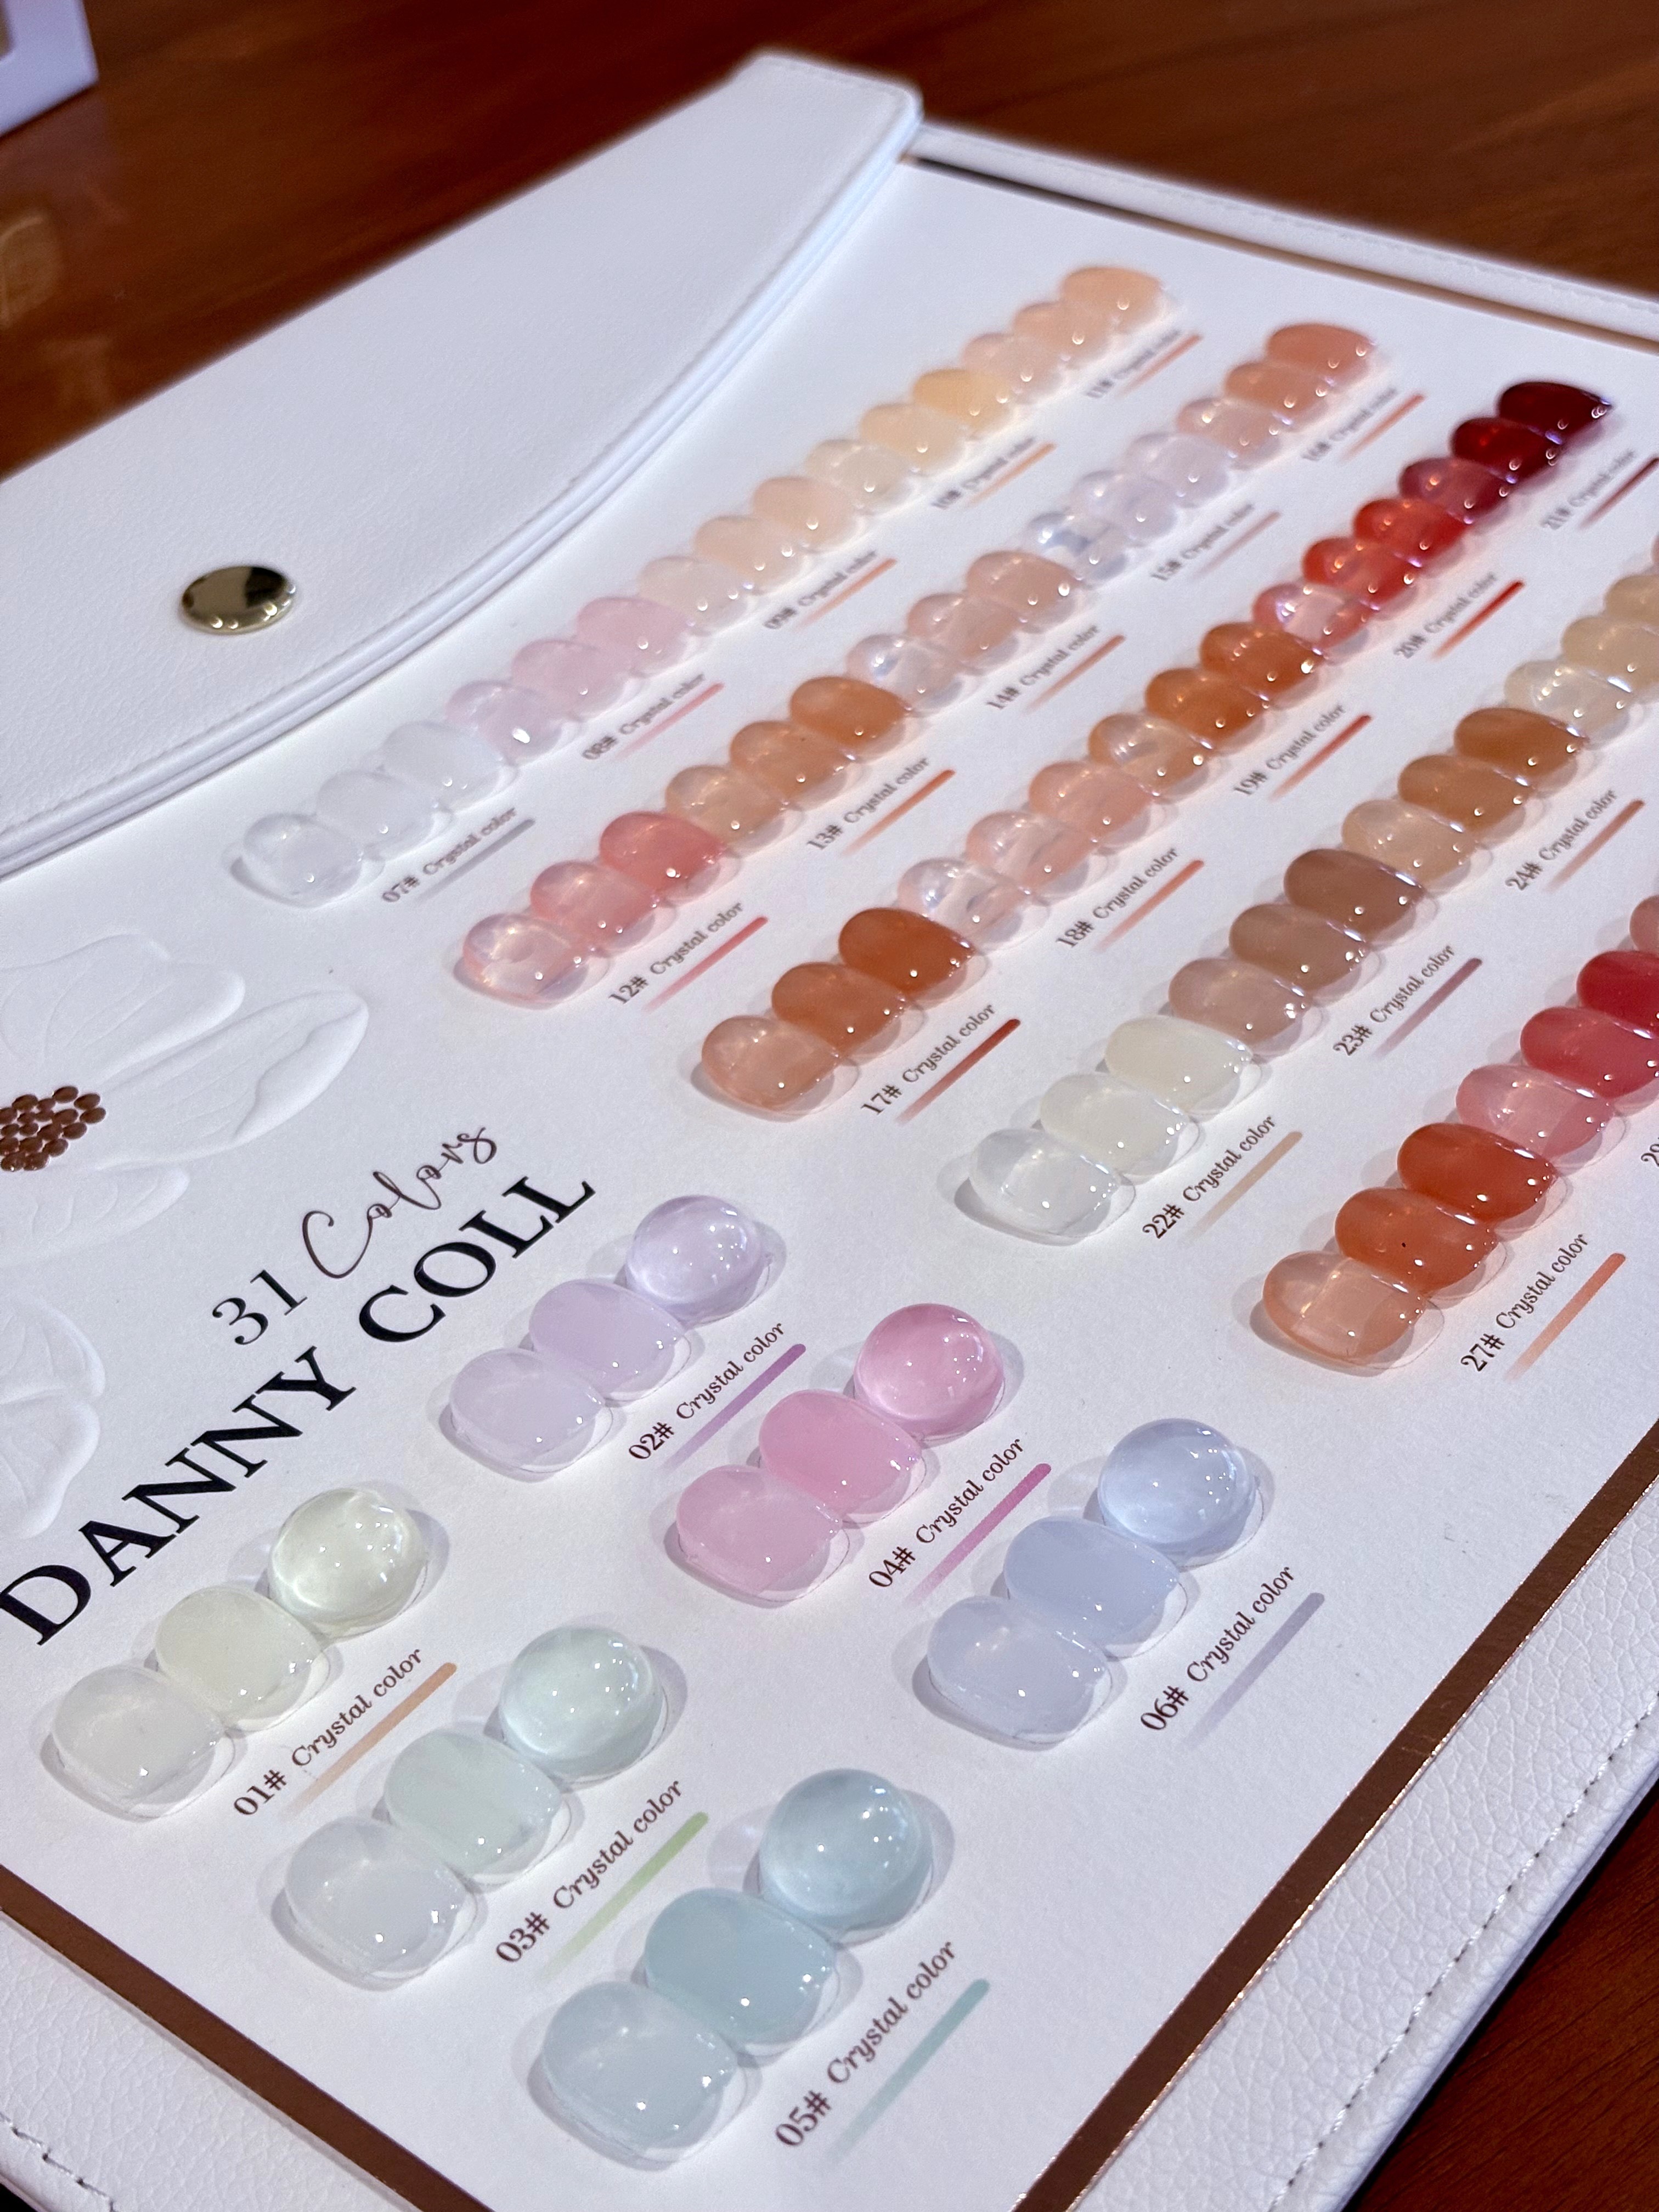 31 Colors
DANNY COLL
01# Crystal color
02# Crystal color
03# Crystal color
04# Crystal color
05# Crystal color
06# Crystal color
07# Crystal color
08# Crystal color
09# Crystal color
10# Crystal color
11# Crystal color
12# Crystal color
13# Crystal color
14# Crystal color
15# Crystal color
16# Crystal color
17# Crystal color
18# Crystal color
19# Crystal color
20# Crystal color
21# Crystal color
22# Crystal color
23# Crystal color
24# Crystal color
27# Crystal color